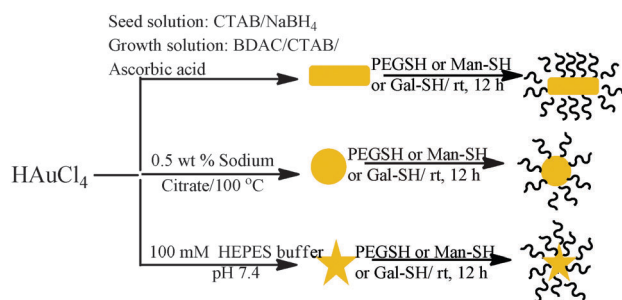 Seed solution: CTAB/NaBH₄
Growth solution: BDAC/CTAB/
Ascorbic acid
PEGSH or Man-SH
or Gal-SH/ rt, 12 h
HAuCl₄
0.5 wt % Sodium
Citrate/100 °C
PEGSH or Man-SH
or Gal-SH/ rt, 12 h
100 mM HEPES buffer
pH 7.4
PEGSH or Man-SH
or Gal-SH/ rt, 12 h